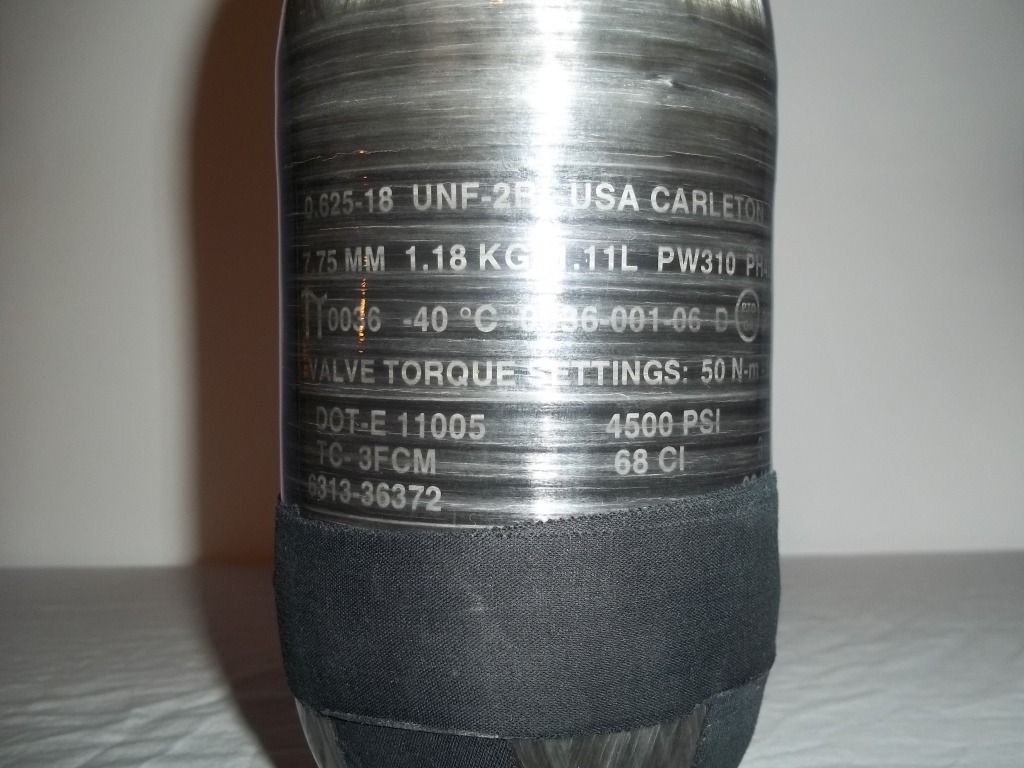 0.625-18 UNF-2B USA CARLETON
7.75 MM 1.18 KG 1.11L PW310
0036 -40 °C D
VALVE TORQUE SETTINGS: 50 N-m
DOT-E 11005 4500 PSI
TC-3FCM 68 CI
6313-36372